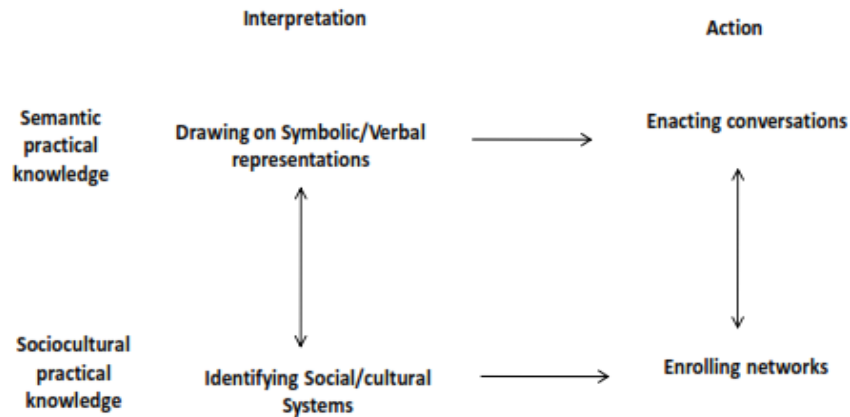 Interpretation
Action
Semantic
practical
knowledge
Drawing on Symbolic/Verbal
representations
Enacting conversations
Sociocultural
practical
knowledge
Identifying Social/cultural
Systems
Enrolling networks